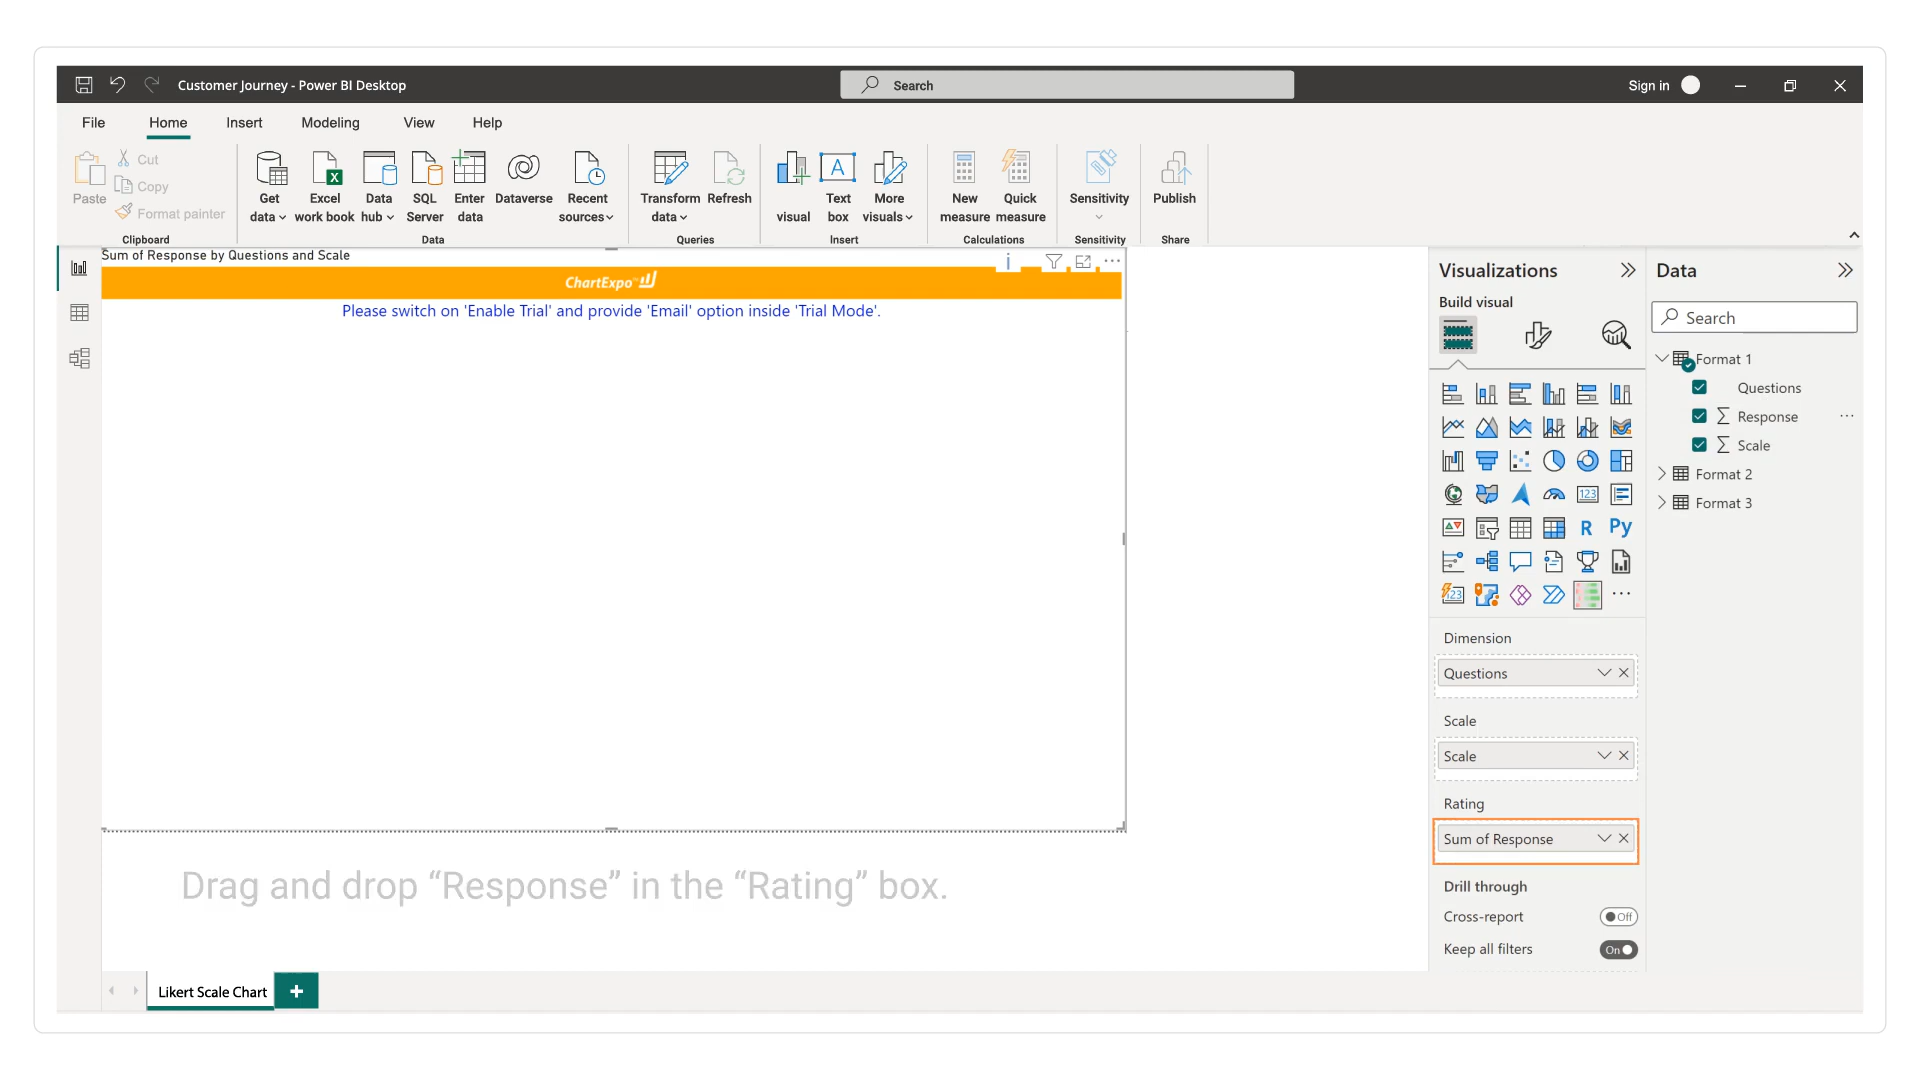 Customer Journey - Power BI Desktop
Search
Sign in
File Home Insert Modeling View Help
Paste
Cut
Copy
Format painter
Clipboard
Get data
Excel work book
Data hub
SQL Server
Enter data
Dataverse
Recent sources
Data
Transform data
Refresh
Queries
visual
Text box
More visuals
Insert
New measure
Quick measure
Calculations
Sensitivity
Sensitivity
Publish
Share
Sum of Response by Questions and Scale
ChartExpo™
Please switch on 'Enable Trial' and provide 'Email' option inside 'Trial Mode'.
Drag and drop “Response” in the “Rating” box.
Likert Scale Chart
Visualizations
Build visual
123
R
Py
123
Dimension
Questions
Scale
Scale
Rating
Sum of Response
Drill through
Cross-report
Off
Keep all filters
On
Data
Search
Format 1
Questions
Response
Scale
Format 2
Format 3